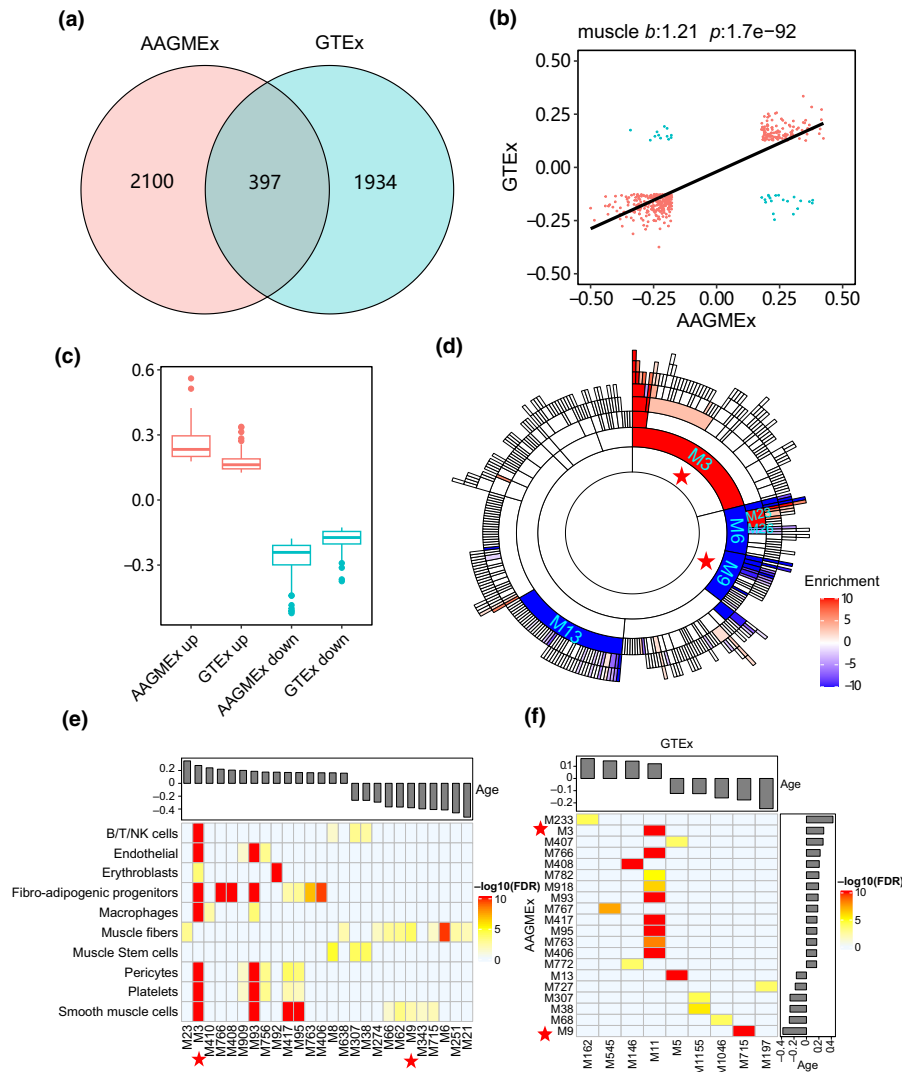 (a)
AAGMEx
GTEx
2100
397
1934
(b)
muscle b:1.21 p:1.7e−92
GTEx
0.50
0.25
0.00
−0.25
−0.50
−0.50
−0.25
0.00
0.25
0.50
AAGMEx
(c)
0.6
0.3
0.0
−0.3
AAGMEx up
GTEx up
AAGMEx down
GTEx down
(d)
M3
M6
M9
M13
Enrichment
10
5
0
−5
−10
(e)
0.2
0
−0.2
−0.4
Age
B/T/NK cells
Endothelial
Erythroblasts
Fibro-adipogenic progenitors
Macrophages
Muscle fibers
Muscle Stem cells
Pericytes
Platelets
Smooth muscle cells
M23
M3
M410
M766
M408
M909
M93
M756
M992
M417
M95
M763
M406
M8
M638
M307
M38
M274
M66
M62
M9
M343
M715
M6
M251
M21
−log10(FDR)
10
5
0
(f)
GTEx
0.1
0
−0.1
−0.2
Age
AAGMEx
M233
M3
M407
M766
M408
M782
M918
M93
M767
M417
M95
M763
M406
M772
M13
M727
M307
M38
M68
M9
M162
M545
M146
M11
M5
M1155
M1046
M715
M197
−0.4
−0.2
0
0.2
0.4
Age
−log10(FDR)
10
5
0